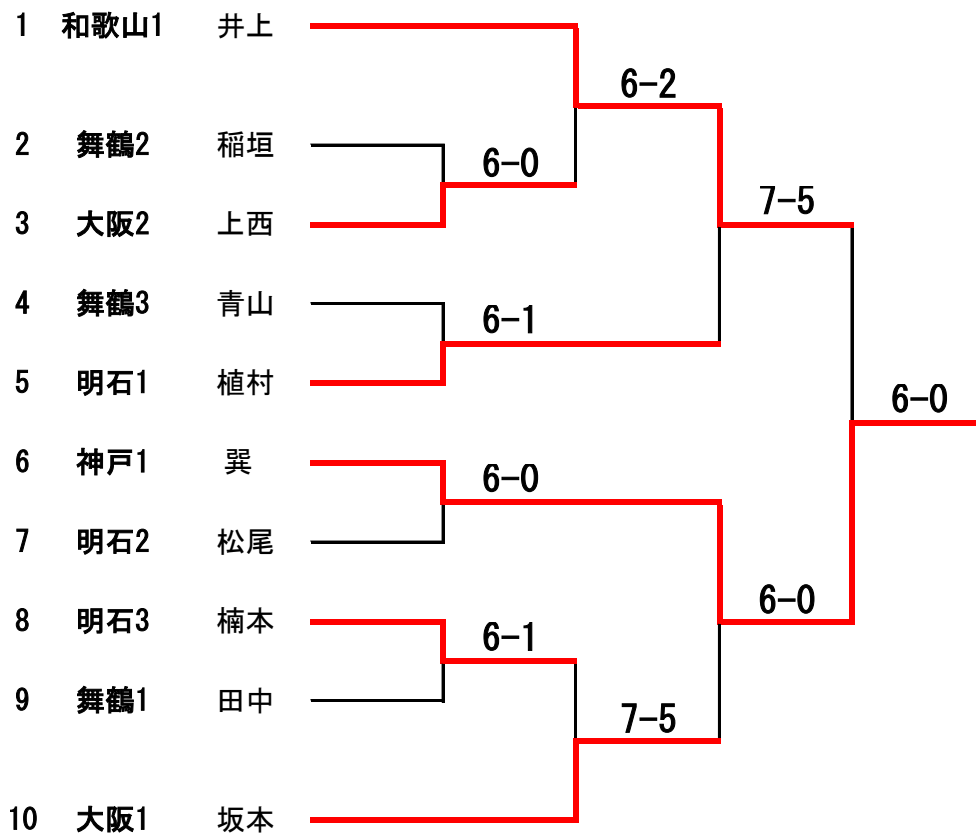 1 和歌山1 井上
6-2
2 舞鶴2 稲垣
6-0
7-5
3 大阪2 上西
4 舞鶴3 青山
6-1
5 明石1 植村
6-0
6 神戸1 巽
6-0
7 明石2 松尾
6-0
8 明石3 楠本
6-1
9 舞鶴1 田中
7-5
10 大阪1 坂本